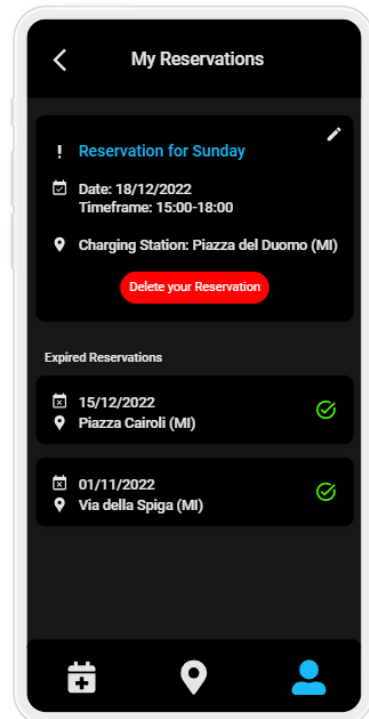 My Reservations
! Reservation for Sunday
Date: 18/12/2022
Timeframe: 15:00-18:00
Charging Station: Piazza del Duomo (MI)
Delete your Reservation
Expired Reservations
15/12/2022
Piazza Cairoli (MI)
01/11/2022
Via della Spiga (MI)